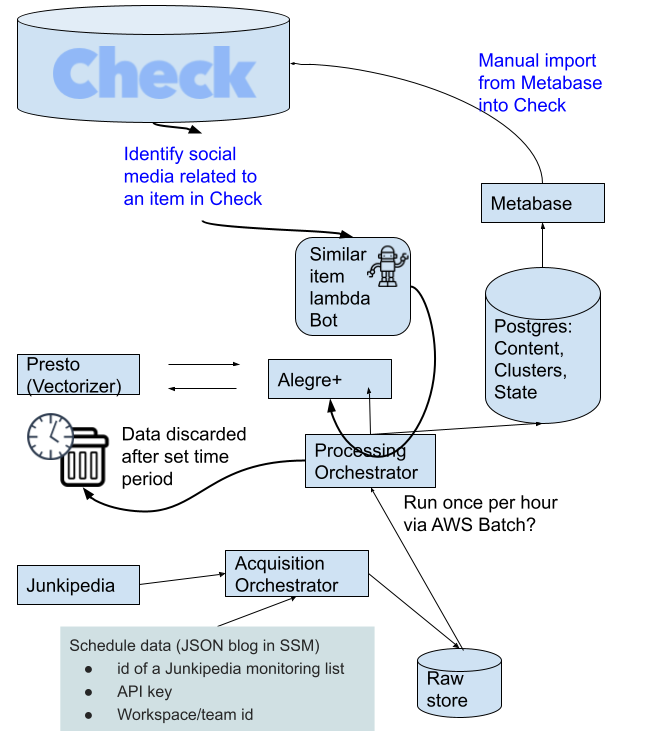 Check
Manual import
from Metabase
into Check
Identify social
media related to
an item in Check
Metabase
Similar
item
lambda
Bot
Postgres:
Content,
Clusters,
State
Presto
(Vectorizer)
Alegre+
Data discarded
after set time
period
Processing
Orchestrator
Run once per hour
via AWS Batch?
Junkipedia
Acquisition
Orchestrator
Schedule data (JSON blog in SSM)
● id of a Junkipedia monitoring list
● API key
● Workspace/team id
Raw
store